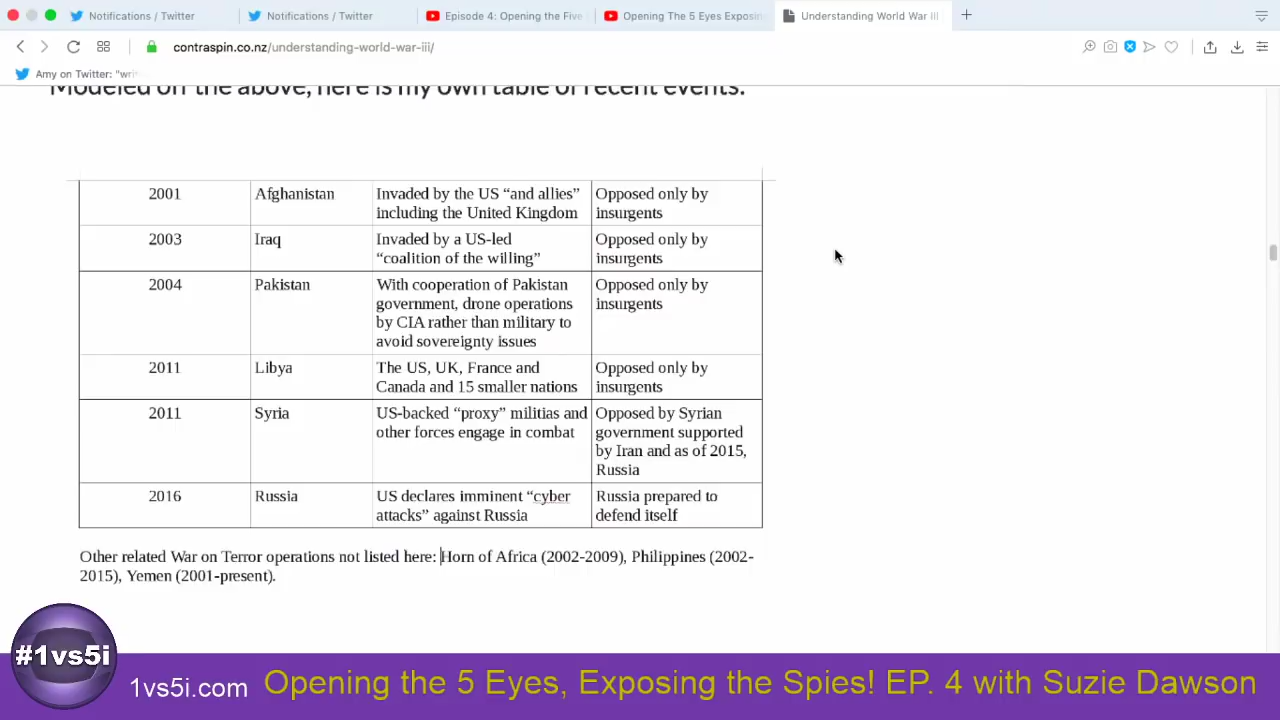 Notifications / Twitter
Notifications / Twitter
Episode 4: Opening the Five
Opening The 5 Eyes Exposin
Understanding World War III
contraspin.co.nz/understanding-world-war-iii/
Amy on Twitter: "wri
Modeled off the above, here is my own table of recent events:
2001 Afghanistan Invaded by the US “and allies” Opposed only by
including the United Kingdom insurgents
2003 Iraq Invaded by a US-led Opposed only by
“coalition of the willing” insurgents
2004 Pakistan With cooperation of Pakistan Opposed only by
government, drone operations insurgents
by CIA rather than military to
avoid sovereignty issues
2011 Libya The US, UK, France and Opposed only by
Canada and 15 smaller nations insurgents
2011 Syria US-backed “proxy” militias and Opposed by Syrian
other forces engage in combat government supported
by Iran and as of 2015,
Russia
2016 Russia US declares imminent “cyber Russia prepared to
attacks” against Russia defend itself
Other related War on Terror operations not listed here: Horn of Africa (2002-2009), Philippines (2002-
2015), Yemen (2001-present).
#1vs5i
1vs5i.com
Opening the 5 Eyes, Exposing the Spies! EP. 4 with Suzie Dawson